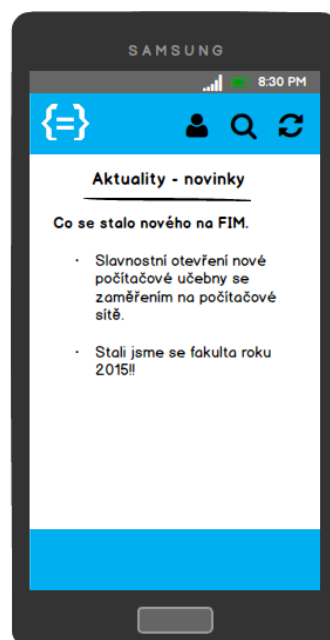 SAMSUNG
8:30 PM
{=}
Aktuality - novinky
Co se stalo nového na FIM.
· Slavnostní otevření nové
počítačové učebny se
zaměřením na počítačové
sítě.
· Stali jsme se fakulta roku
2015!!